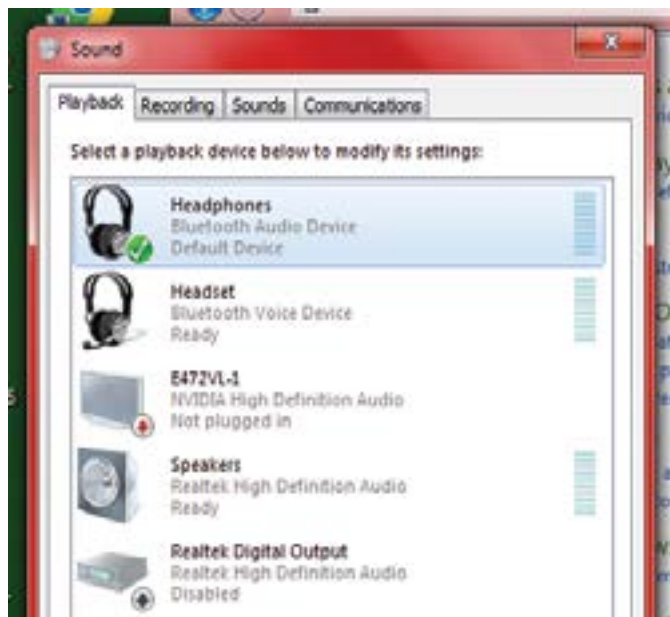 Sound
Playback
Recording
Sounds
Communications
Select a playback device below to modify its settings:
Headphones
Bluetooth Audio Device
Default Device
Headset
Bluetooth Voice Device
Ready
E472VL-1
NVIDIA High Definition Audio
Not plugged in
Speakers
Realtek High Definition Audio
Ready
Realtek Digital Output
Realtek High Definition Audio
Disabled